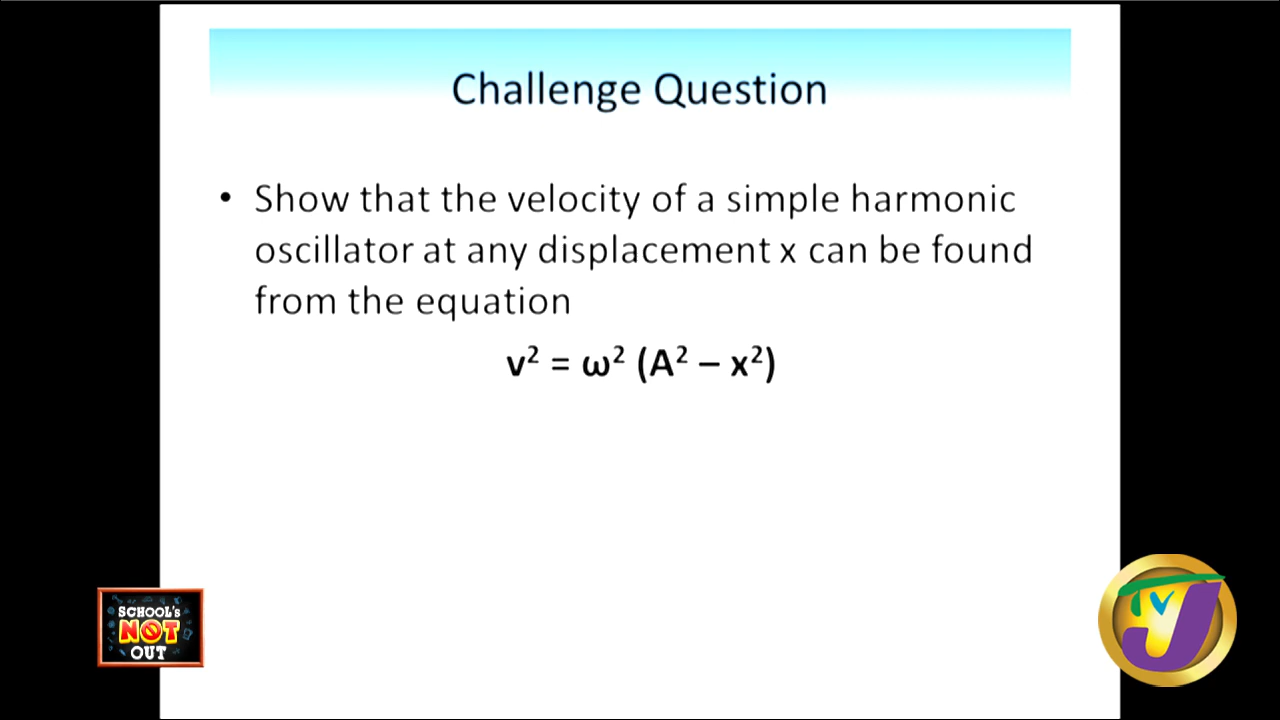 Challenge Question
• Show that the velocity of a simple harmonic
oscillator at any displacement x can be found
from the equation
v² = ω² (A² – x²)
SCHOOL'S
NOT
OUT
TVJ